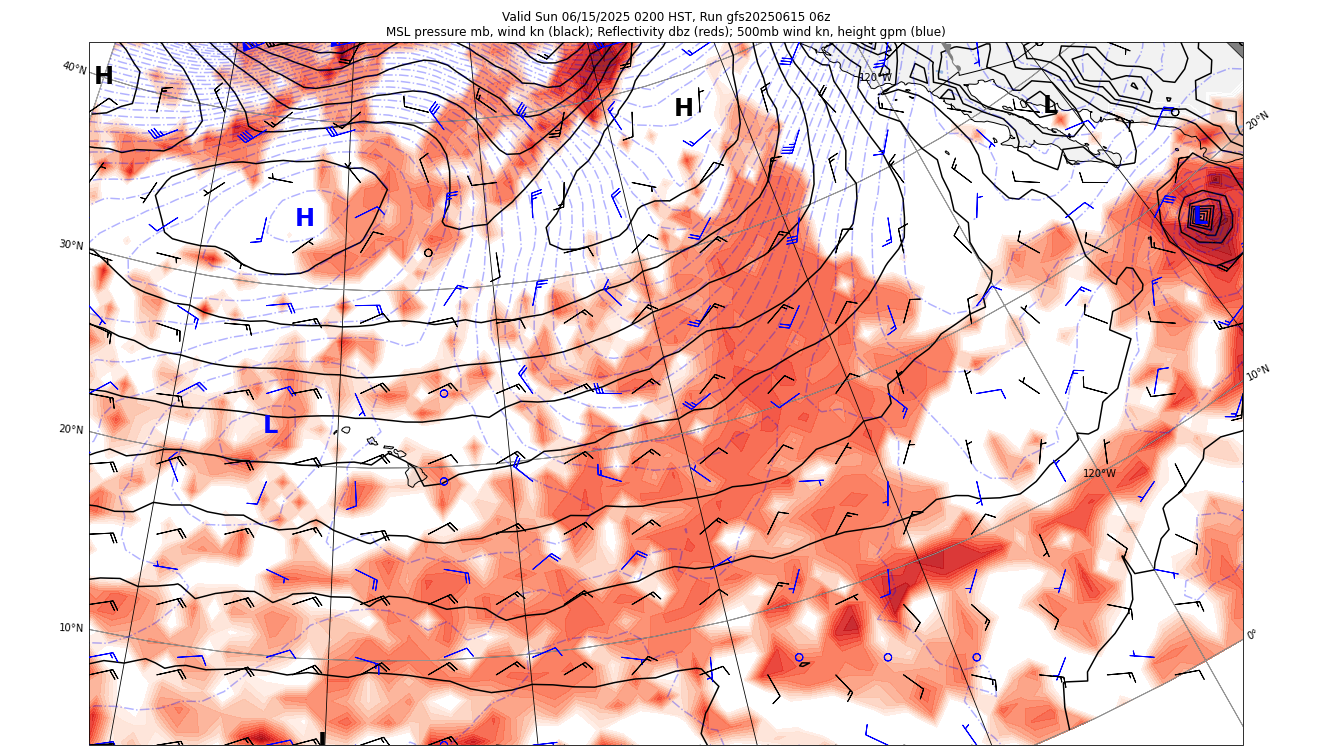 Valid Sun 06/15/2025 0200 HST, Run gfs20250615 06z
MSL pressure mb, wind kn (black); Reflectivity dbz (reds); 500mb wind kn, height gpm (blue)
40°N
H
H
120°W
L
20°N
H
L
30°N
10°N
20°N
L
120°W
10°N
0°
L